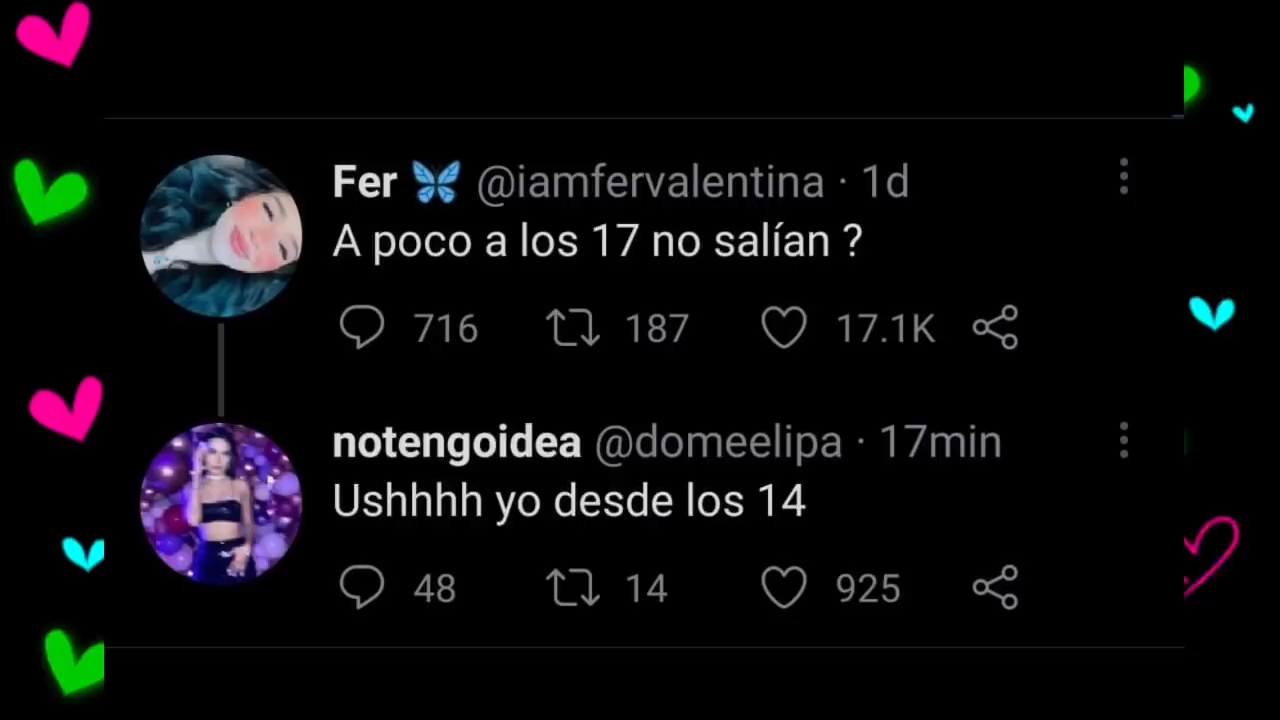 Fer 🦋 @iamfervalentina · 1d
A poco a los 17 no salían ?
716 187 17.1K
notengoidea @domeelipa · 17min
Ushhhh yo desde los 14
48 14 925